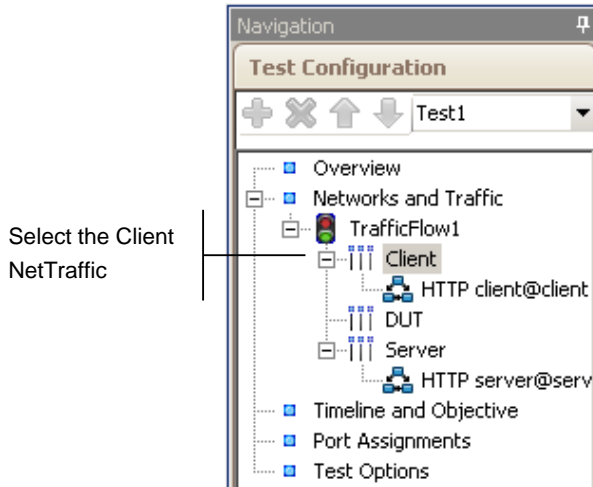 Navigation
Test Configuration
Test1
Overview
Networks and Traffic
TrafficFlow1
Select the Client
NetTraffic
Client
HTTP client@client
DUT
Server
HTTP server@serv
Timeline and Objective
Port Assignments
Test Options